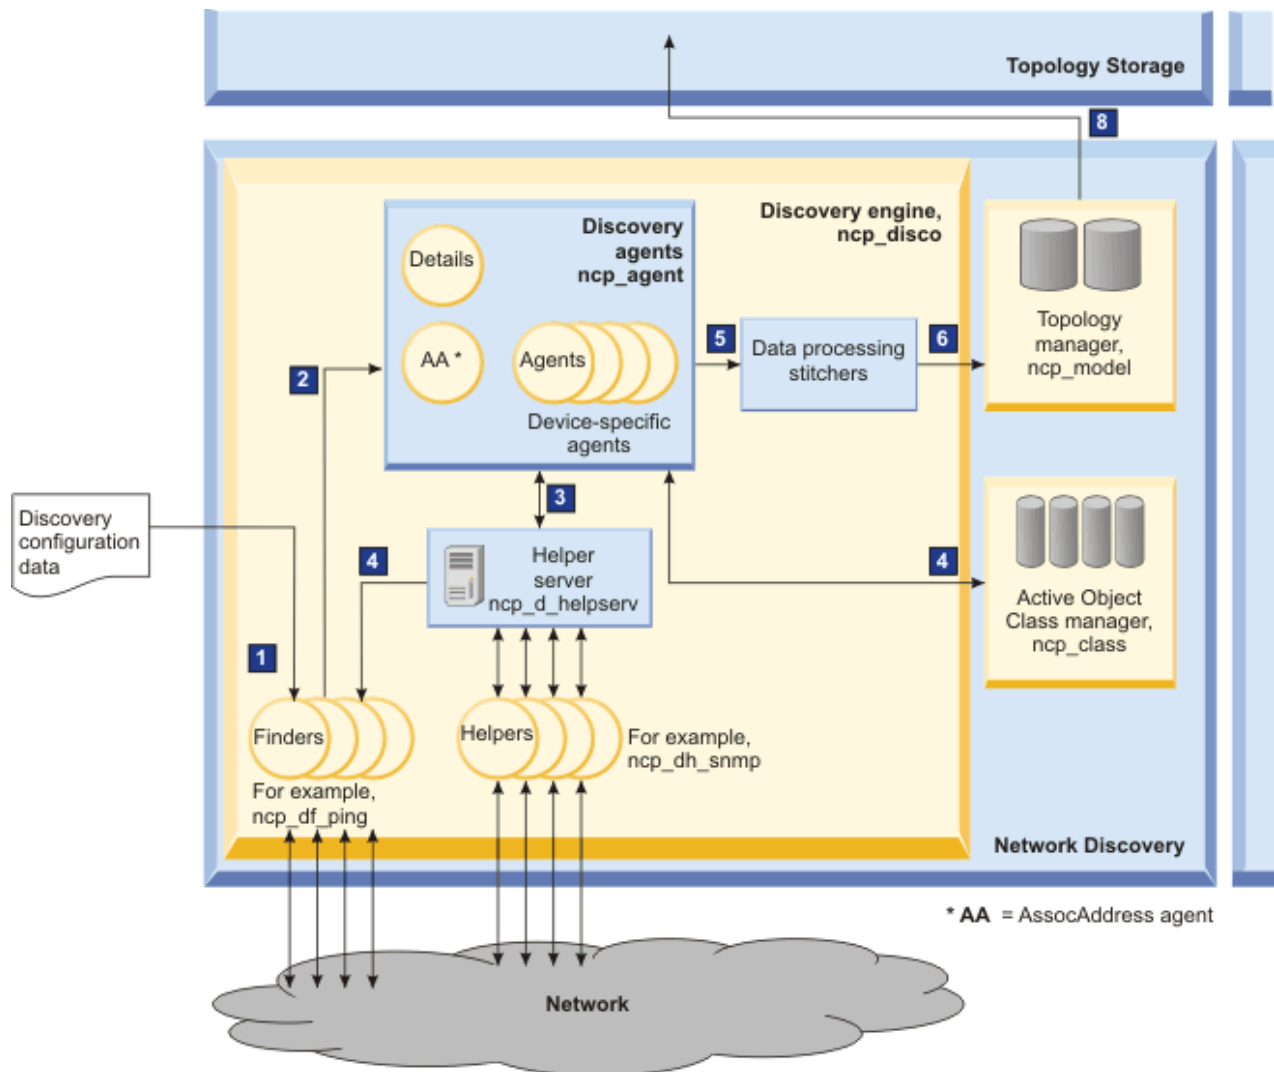 Topology Storage
8
Discovery engine,
ncp_disco
Discovery
agents
ncp_agent
Details
AA *
Agents
Device-specific
agents
2
5
Data processing
stitchers
6
Topology
manager,
ncp_model
3
Discovery
configuration
data
4
Helper
server
ncp_d_helpserv
4
Active Object
Class manager,
ncp_class
1
Finders
For example,
ncp_df_ping
Helpers
For example,
ncp_dh_snmp
Network Discovery
* AA = AssocAddress agent
Network